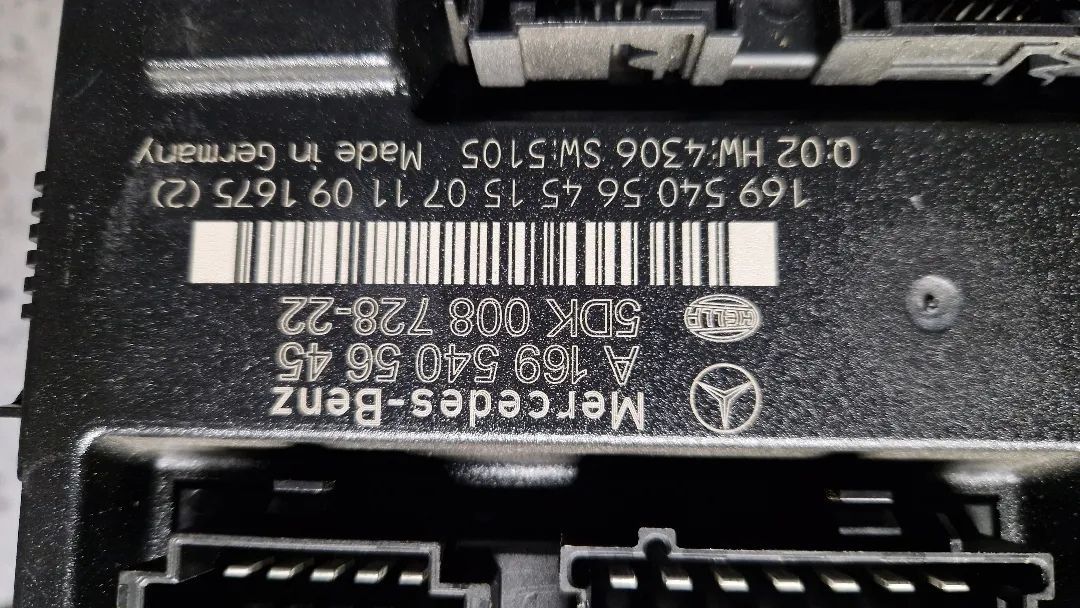 Mercedes-Benz
A 169 540 56 45
HELLA
5DK 008 728-22
169 540 56 45 15 07 11 09 1675 (2)
Q:02 HW:4306 SW:5105 Made in Germany